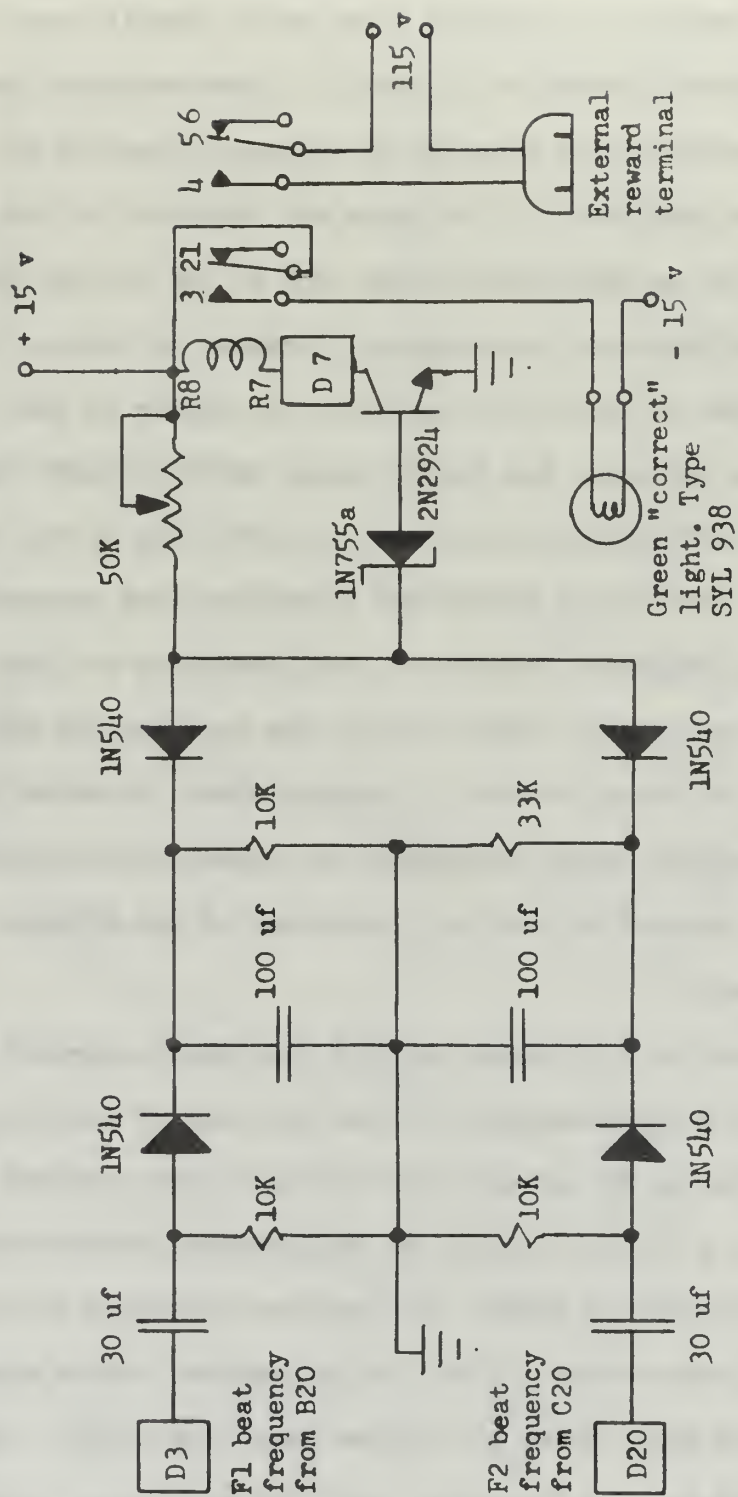 + 15 v
115 v
5 6
4
3 21
R8
R7
D 7
50K
1N755a
2N2924
External
reward
terminal
- 15 v
Green "correct"
light. Type
SYL 938
1N540
1N540
10K
33K
100 uf
100 uf
1N540
1N540
10K
10K
30 uf
30 uf
D3
F1 beat
frequency
from B20
F2 beat
frequency
from C20
D20